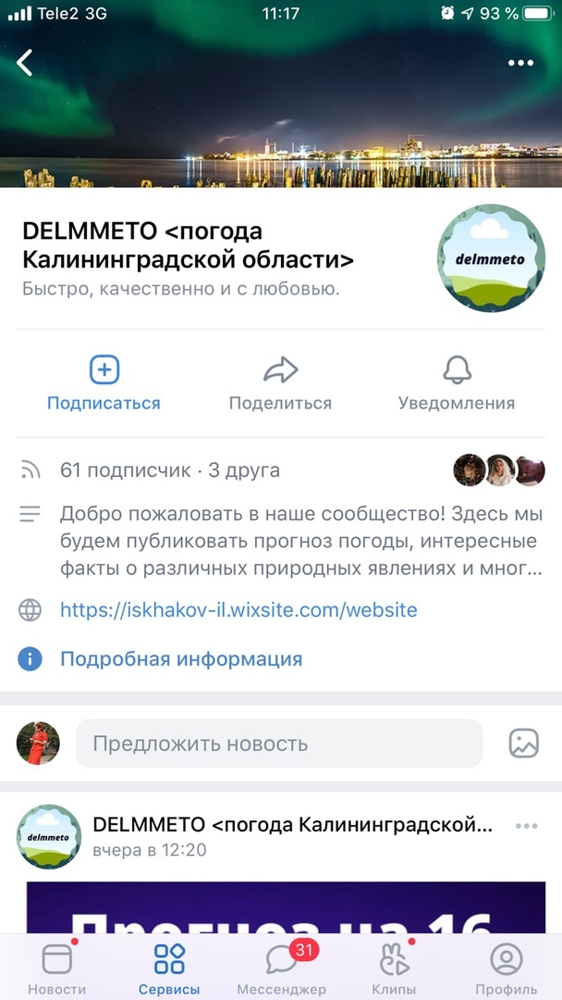 Tele2 3G
11:17
93 %
DELMMETO <погода
Калининградской области>
Быстро, качественно и с любовью.
delmmeto
Подписаться
Поделиться
Уведомления
61 подписчик · 3 друга
Добро пожаловать в наше сообщество! Здесь мы
будем публиковать прогноз погоды, интересные
факты о различных природных явлениях и мног...
https://iskhakov-il.wixsite.com/website
Подробная информация
Предложить новость
delmmeto
DELMMETO <погода Калининградской...
вчера в 12:20
Прогноз на 16
31
Новости
Сервисы
Мессенджер
Клипы
Профиль